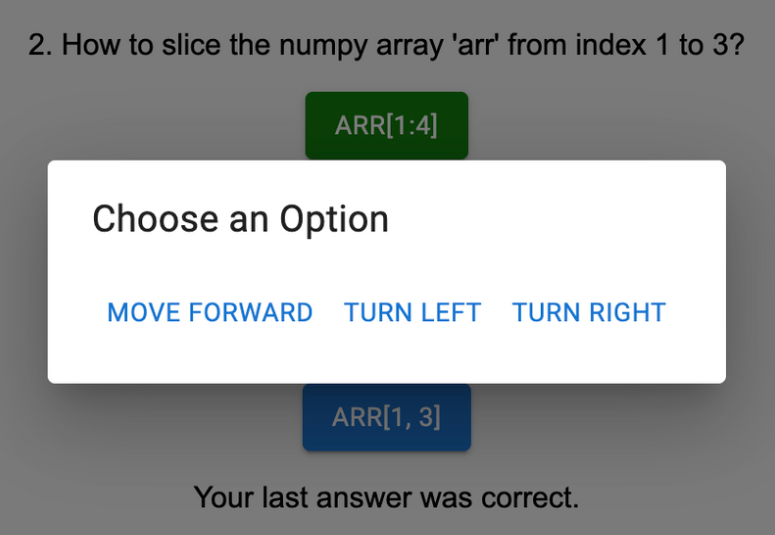 2. How to slice the numpy array 'arr' from index 1 to 3?
ARR[1:4]
Choose an Option
MOVE FORWARD TURN LEFT TURN RIGHT
ARR[1, 3]
Your last answer was correct.